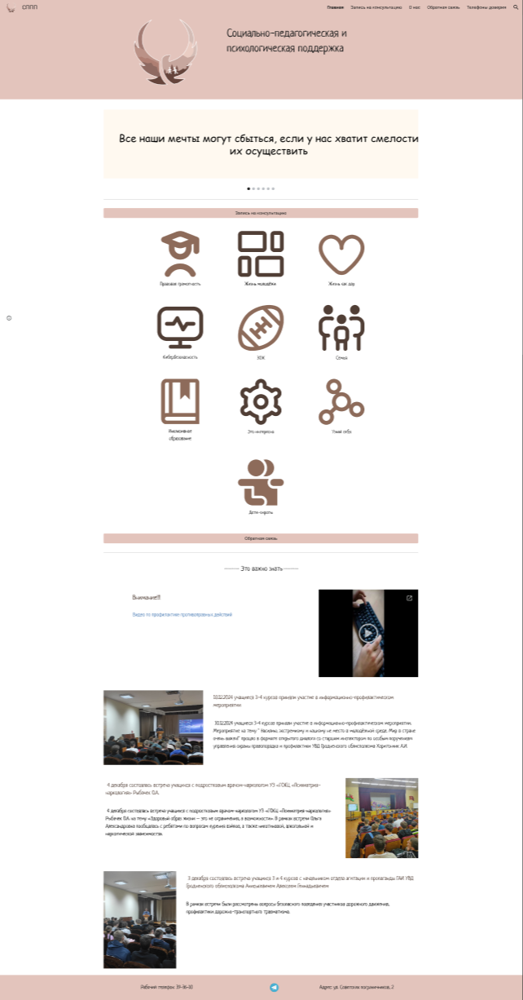 СППП
Главная
Запись на консультацию
О нас
Обратная связь
Телефоны доверия
Социально-педагогическая и
психологическая поддержка
Все наши мечты могут сбыться, если у нас хватит смелости
их осуществить
Запись на консультацию
Правовая грамотность
Жизнь молодёжи
Жизнь как дар
Кибербезопасность
ЗОЖ
Семья
Инклюзивное
образование
Это интересно
Узнай себя
Дети-сироты
Обратная связь
Это важно знать
Внимание!!!
Видео по профилактике противоправных действий
10.12.2024 учащиеся 3-4 курсов приняли участие в информационно-профилактическом
мероприятии
10.12.2024 учащиеся 3-4 курсов приняли участие в информационно-профилактическом мероприятии.
Мероприятие на тему " Насилию, экстремизму и нацизму не место в молодёжной среде. Мир в стране
очень важен!" прошло в формате открытого диалога со старшим инспектором по особым поручениям
управления охраны правопорядка и профилактики УВД Гродненского облисполкома Харитоник А.И.
4 декабря состоялась встреча учащихся с подростковым врачом-наркологом УЗ «ГОКЦ «Психиатрия-
наркология» Рыбачек О.А.
4 декабря состоялась встреча учащихся с подростковым врачом-наркологом УЗ «ГОКЦ «Психиатрия-наркология»
Рыбачек О.А. на тему «Здоровый образ жизни – это не ограничения, а возможности». В рамках встречи Ольга
Александровна пообщалась с ребятами по вопросам курения вейпов, а также никотиновой, алкогольной и
наркотической зависимостях.
3 декабря состоялась встреча учащихся 3 и 4 курсов с начальником отдела агитации и пропаганды ГАИ УВД
Гродненского облисполкома Алексеем Геннадьевичем
В рамках встречи были рассмотрены вопросы безопасного поведения участников дорожного движения,
профилактики дорожно-транспортного травматизма.
Рабочий телефон: 39-36-10
Адрес: ул. Советских пограничников, 2